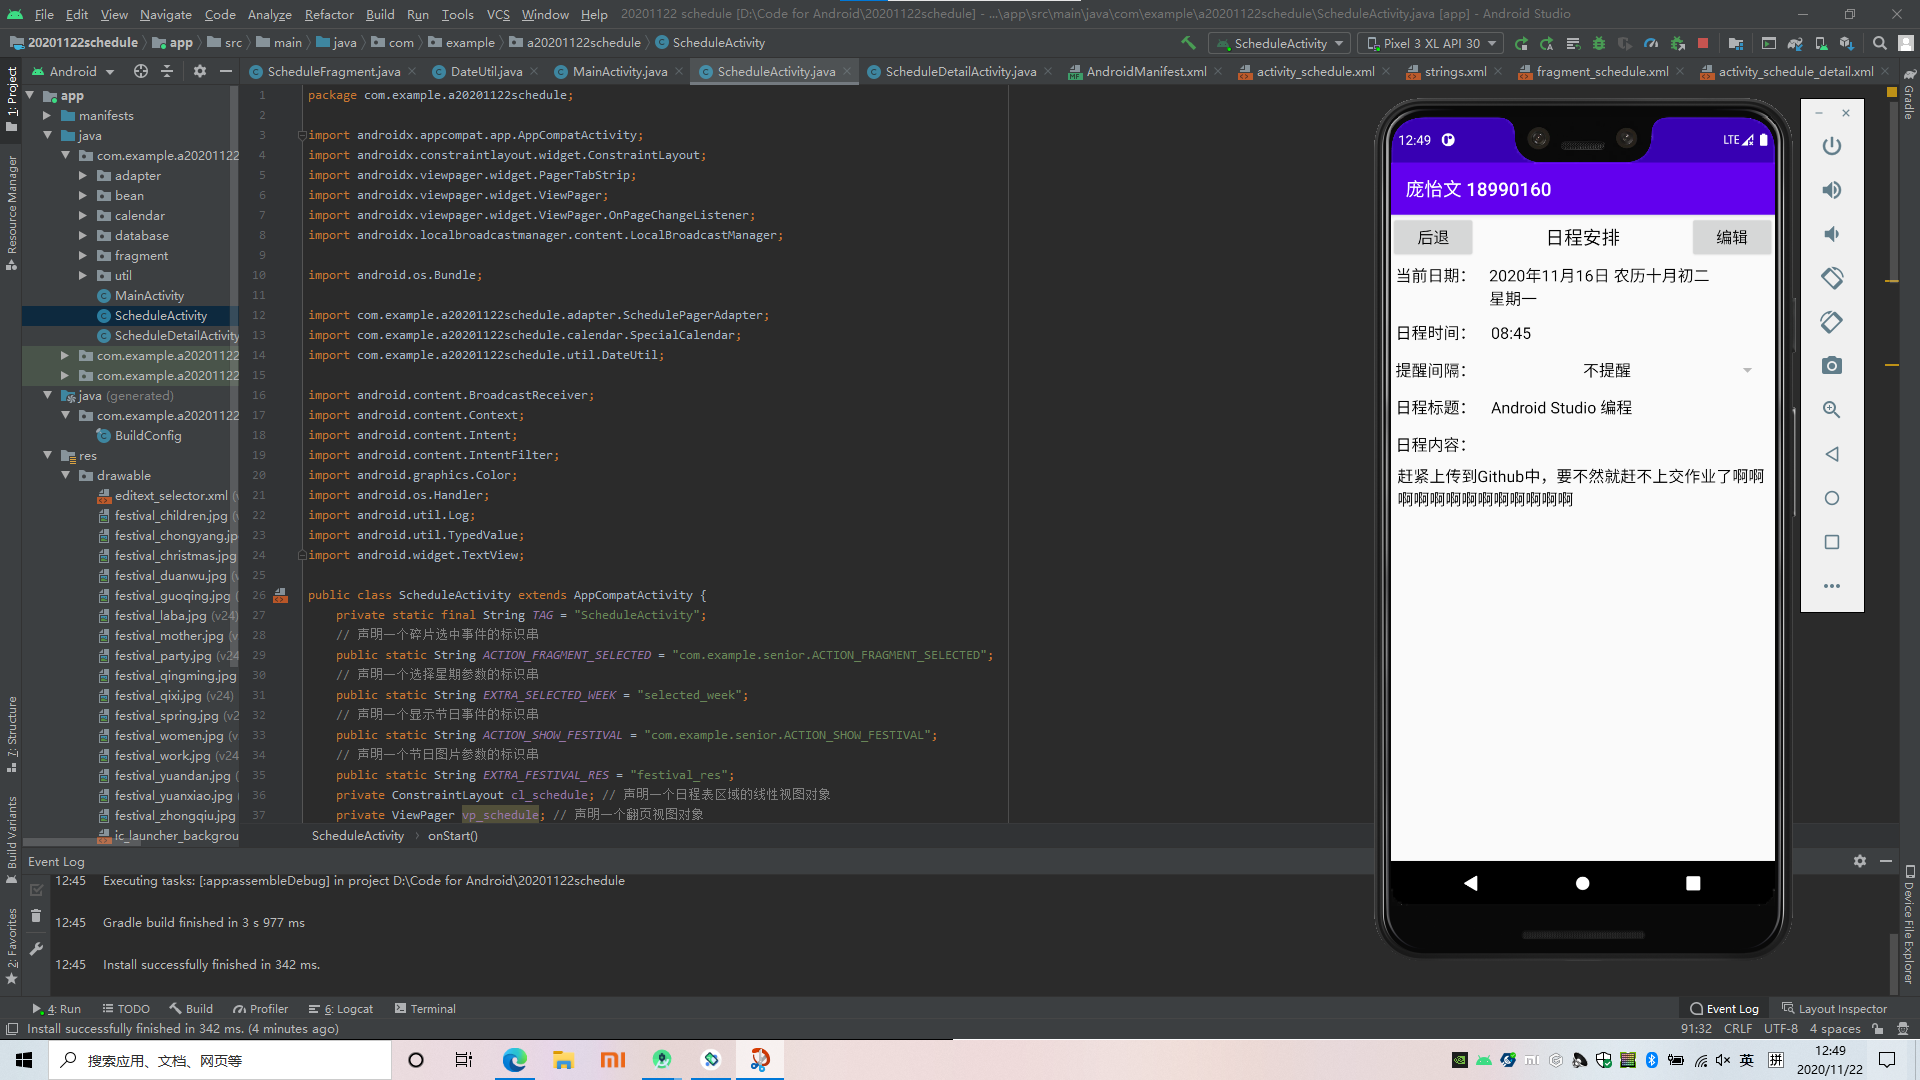 File Edit View Navigate Code Analyze Refactor Build Run Tools VCS Window Help 20201122 schedule [D:\Code for Android\20201122schedule] - ...\app\src\main\java\com\example\a20201122schedule\ScheduleActivity.java [app] - Android Studio
20201122schedule app src main java com example a20201122schedule ScheduleActivity
ScheduleActivity Pixel 3 XL API 30
Android
ScheduleFragment.java DateUtil.java MainActivity.java ScheduleActivity.java ScheduleDetailActivity.java AndroidManifest.xml activity_schedule.xml strings.xml fragment_schedule.xml activity_schedule_detail.xml
1: Project
Resource Manager
7: Structure
Build Variants
2: Favorites
Gradle
Device File Explorer
app
manifests
java
com.example.a20201122
adapter
bean
calendar
database
fragment
util
MainActivity
ScheduleActivity
ScheduleDetailActivity
com.example.a20201122
com.example.a20201122
java (generated)
com.example.a20201122
BuildConfig
res
drawable
editext_selector.xml (v
festival_children.jpg (v
festival_chongyang.jp
festival_christmas.jpg
festival_duanwu.jpg (v
festival_guoqing.jpg (
festival_laba.jpg (v24)
festival_mother.jpg (v
festival_party.jpg (v24
festival_qingming.jpg
festival_qixi.jpg (v24)
festival_spring.jpg (v2
festival_women.jpg (v
festival_work.jpg (v24
festival_yuandan.jpg (
festival_yuanxiao.jpg (
festival_zhongqiu.jpg
ic_launcher_backgrou
1 package com.example.a20201122schedule;
2
3 import androidx.appcompat.app.AppCompatActivity;
4 import androidx.constraintlayout.widget.ConstraintLayout;
5 import androidx.viewpager.widget.PagerTabStrip;
6 import androidx.viewpager.widget.ViewPager;
7 import androidx.viewpager.widget.ViewPager.OnPageChangeListener;
8 import androidx.localbroadcastmanager.content.LocalBroadcastManager;
9
10 import android.os.Bundle;
11
12 import com.example.a20201122schedule.adapter.SchedulePagerAdapter;
13 import com.example.a20201122schedule.calendar.SpecialCalendar;
14 import com.example.a20201122schedule.util.DateUtil;
15
16 import android.content.BroadcastReceiver;
17 import android.content.Context;
18 import android.content.Intent;
19 import android.content.IntentFilter;
20 import android.graphics.Color;
21 import android.os.Handler;
22 import android.util.Log;
23 import android.util.TypedValue;
24 import android.widget.TextView;
25
26 public class ScheduleActivity extends AppCompatActivity {
27 private static final String TAG = "ScheduleActivity";
28 // 声明一个碎片选中事件的标识串
29 public static String ACTION_FRAGMENT_SELECTED = "com.example.senior.ACTION_FRAGMENT_SELECTED";
30 // 声明一个选择星期参数的标识串
31 public static String EXTRA_SELECTED_WEEK = "selected_week";
32 // 声明一个显示节日事件的标识串
33 public static String ACTION_SHOW_FESTIVAL = "com.example.senior.ACTION_SHOW_FESTIVAL";
34 // 声明一个节日图片参数的标识串
35 public static String EXTRA_FESTIVAL_RES = "festival_res";
36 private ConstraintLayout cl_schedule; // 声明一个日程表区域的线性视图对象
37 private ViewPager vp_schedule; // 声明一个翻页视图对象
ScheduleActivity onStart()
12:49 LTE
庞怡文 18990160
后退 日程安排 编辑
当前日期： 2020年11月16日 农历十月初二
星期一
日程时间： 08:45
提醒间隔： 不提醒
日程标题： Android Studio 编程
日程内容：
赶紧上传到Github中，要不然就赶不上交作业了啊啊
啊啊啊啊啊啊啊啊啊啊啊
Event Log
12:45 Executing tasks: [:app:assembleDebug] in project D:\Code for Android\20201122schedule
12:45 Gradle build finished in 3 s 977 ms
12:45 Install successfully finished in 342 ms.
4: Run TODO Build Profiler 6: Logcat Terminal Event Log Layout Inspector
Install successfully finished in 342 ms. (4 minutes ago) 91:32 CRLF UTF-8 4 spaces
搜索应用、文档、网页等
英 拼 12:49
2020/11/22